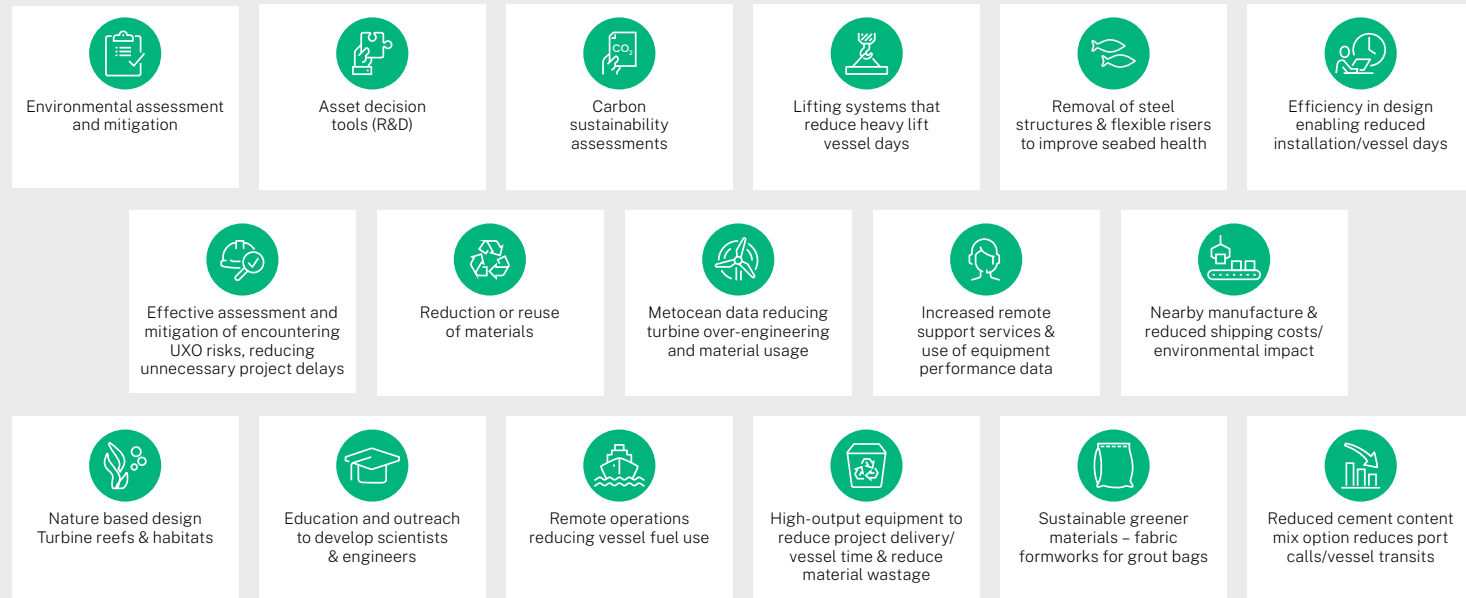 Environmental assessment
and mitigation
Asset decision
tools (R&D)
CO₂
Carbon
sustainability
assessments
Lifting systems that
reduce heavy lift
vessel days
Removal of steel
structures & flexible risers
to improve seabed health
Efficiency in design
enabling reduced
installation/vessel days
Effective assessment and
mitigation of encountering
UXO risks, reducing
unnecessary project delays
Reduction or reuse
of materials
Metocean data reducing
turbine over-engineering
and material usage
Increased remote
support services &
use of equipment
performance data
Nearby manufacture &
reduced shipping costs/
environmental impact
Nature based design
Turbine reefs & habitats
Education and outreach
to develop scientists
& engineers
Remote operations
reducing vessel fuel use
High-output equipment to
reduce project delivery/
vessel time & reduce
material wastage
Sustainable greener
materials – fabric
formworks for grout bags
Reduced cement content
mix option reduces port
calls/vessel transits